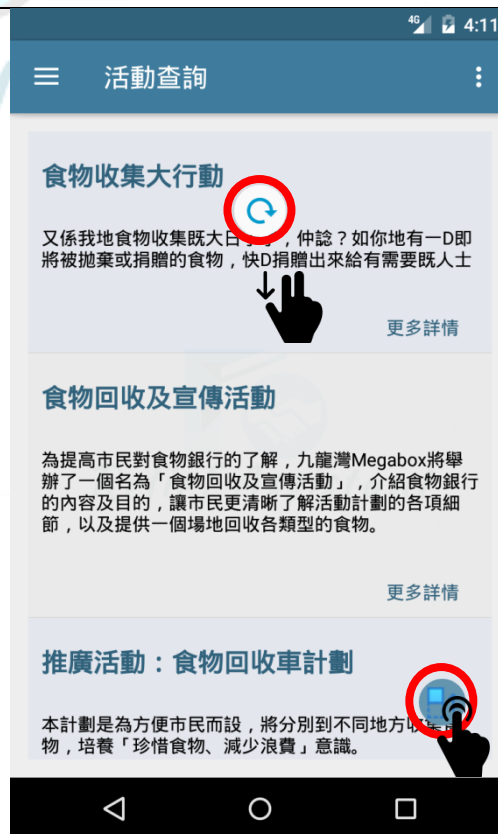 4G 4:11
活動查詢
食物收集大行動
又係我地食物收集既大日子,仲諗?如你地有一D即
將被拋棄或捐贈的食物,快D捐贈出來給有需要既人士
更多詳情
食物回收及宣傳活動
為提高市民對食物銀行的了解,九龍灣Megabox將舉
辦了一個名為「食物回收及宣傳活動」,介紹食物銀行
的內容及目的,讓市民更清晰了解活動計劃的各項細
節,以及提供一個場地回收各類型的食物。
更多詳情
推廣活動:食物回收車計劃
本計劃是為方便市民而設,將分別到不同地方收集
物,培養「珍惜食物、減少浪費」意識。